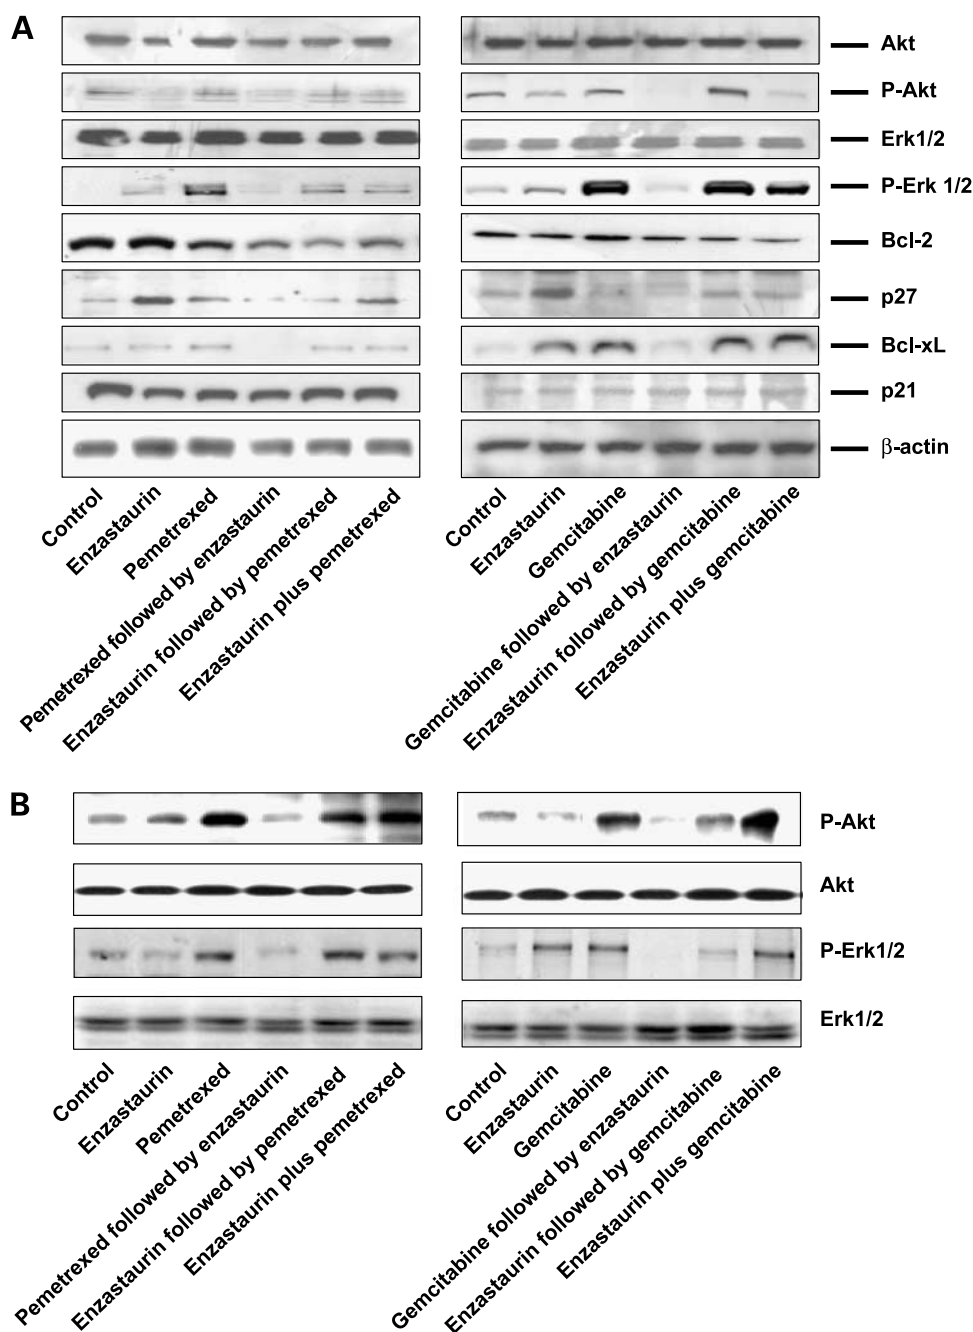 A
Akt
P-Akt
Erk1/2
P-Erk 1/2
Bcl-2
p27
Bcl-xL
p21
β-actin
Control
Enzastaurin
Pemetrexed
Pemetrexed followed by enzastaurin
Enzastaurin followed by pemetrexed
Enzastaurin plus pemetrexed
Control
Enzastaurin
Gemcitabine
Gemcitabine followed by enzastaurin
Enzastaurin followed by gemcitabine
Enzastaurin plus gemcitabine
B
P-Akt
Akt
P-Erk1/2
Erk1/2
Control
Enzastaurin
Pemetrexed
Pemetrexed followed by enzastaurin
Enzastaurin followed by pemetrexed
Enzastaurin plus pemetrexed
Control
Enzastaurin
Gemcitabine
Gemcitabine followed by enzastaurin
Enzastaurin followed by gemcitabine
Enzastaurin plus gemcitabine